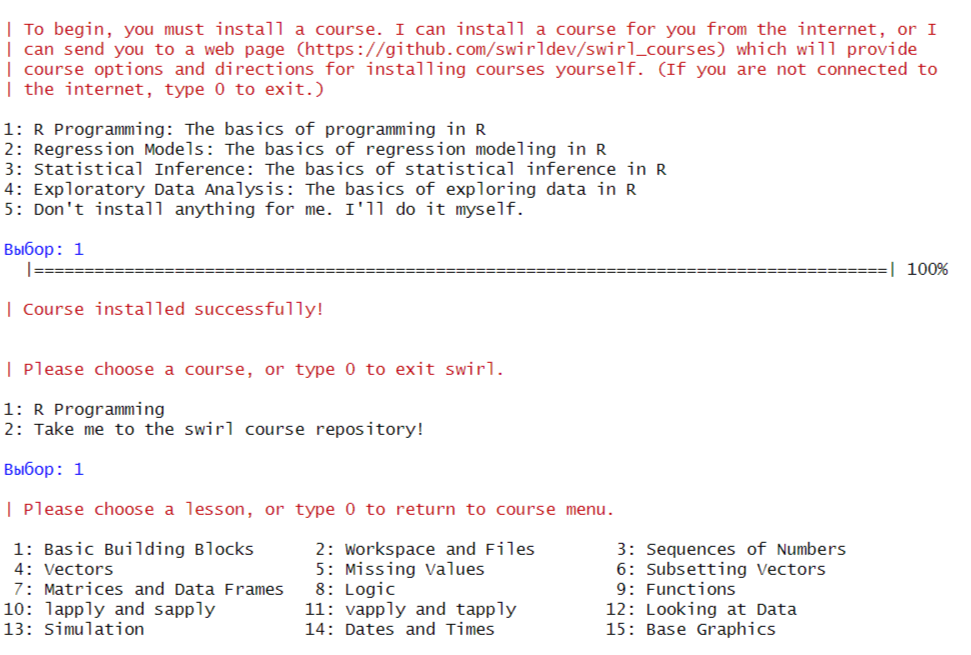 | To begin, you must install a course. I can install a course for you from the internet, or I
| can send you to a web page (https://github.com/swirldev/swirl_courses) which will provide
| course options and directions for installing courses yourself. (If you are not connected to
| the internet, type 0 to exit.)
1: R Programming: The basics of programming in R
2: Regression Models: The basics of regression modeling in R
3: Statistical Inference: The basics of statistical inference in R
4: Exploratory Data Analysis: The basics of exploring data in R
5: Don't install anything for me. I'll do it myself.
Выбор: 1
|=====================================================================================| 100%
| Course installed successfully!
| Please choose a course, or type 0 to exit swirl.
1: R Programming
2: Take me to the swirl course repository!
Выбор: 1
| Please choose a lesson, or type 0 to return to course menu.
1: Basic Building Blocks 2: Workspace and Files 3: Sequences of Numbers
4: Vectors 5: Missing Values 6: Subsetting Vectors
7: Matrices and Data Frames 8: Logic 9: Functions
10: lapply and sapply 11: vapply and tapply 12: Looking at Data
13: Simulation 14: Dates and Times 15: Base Graphics